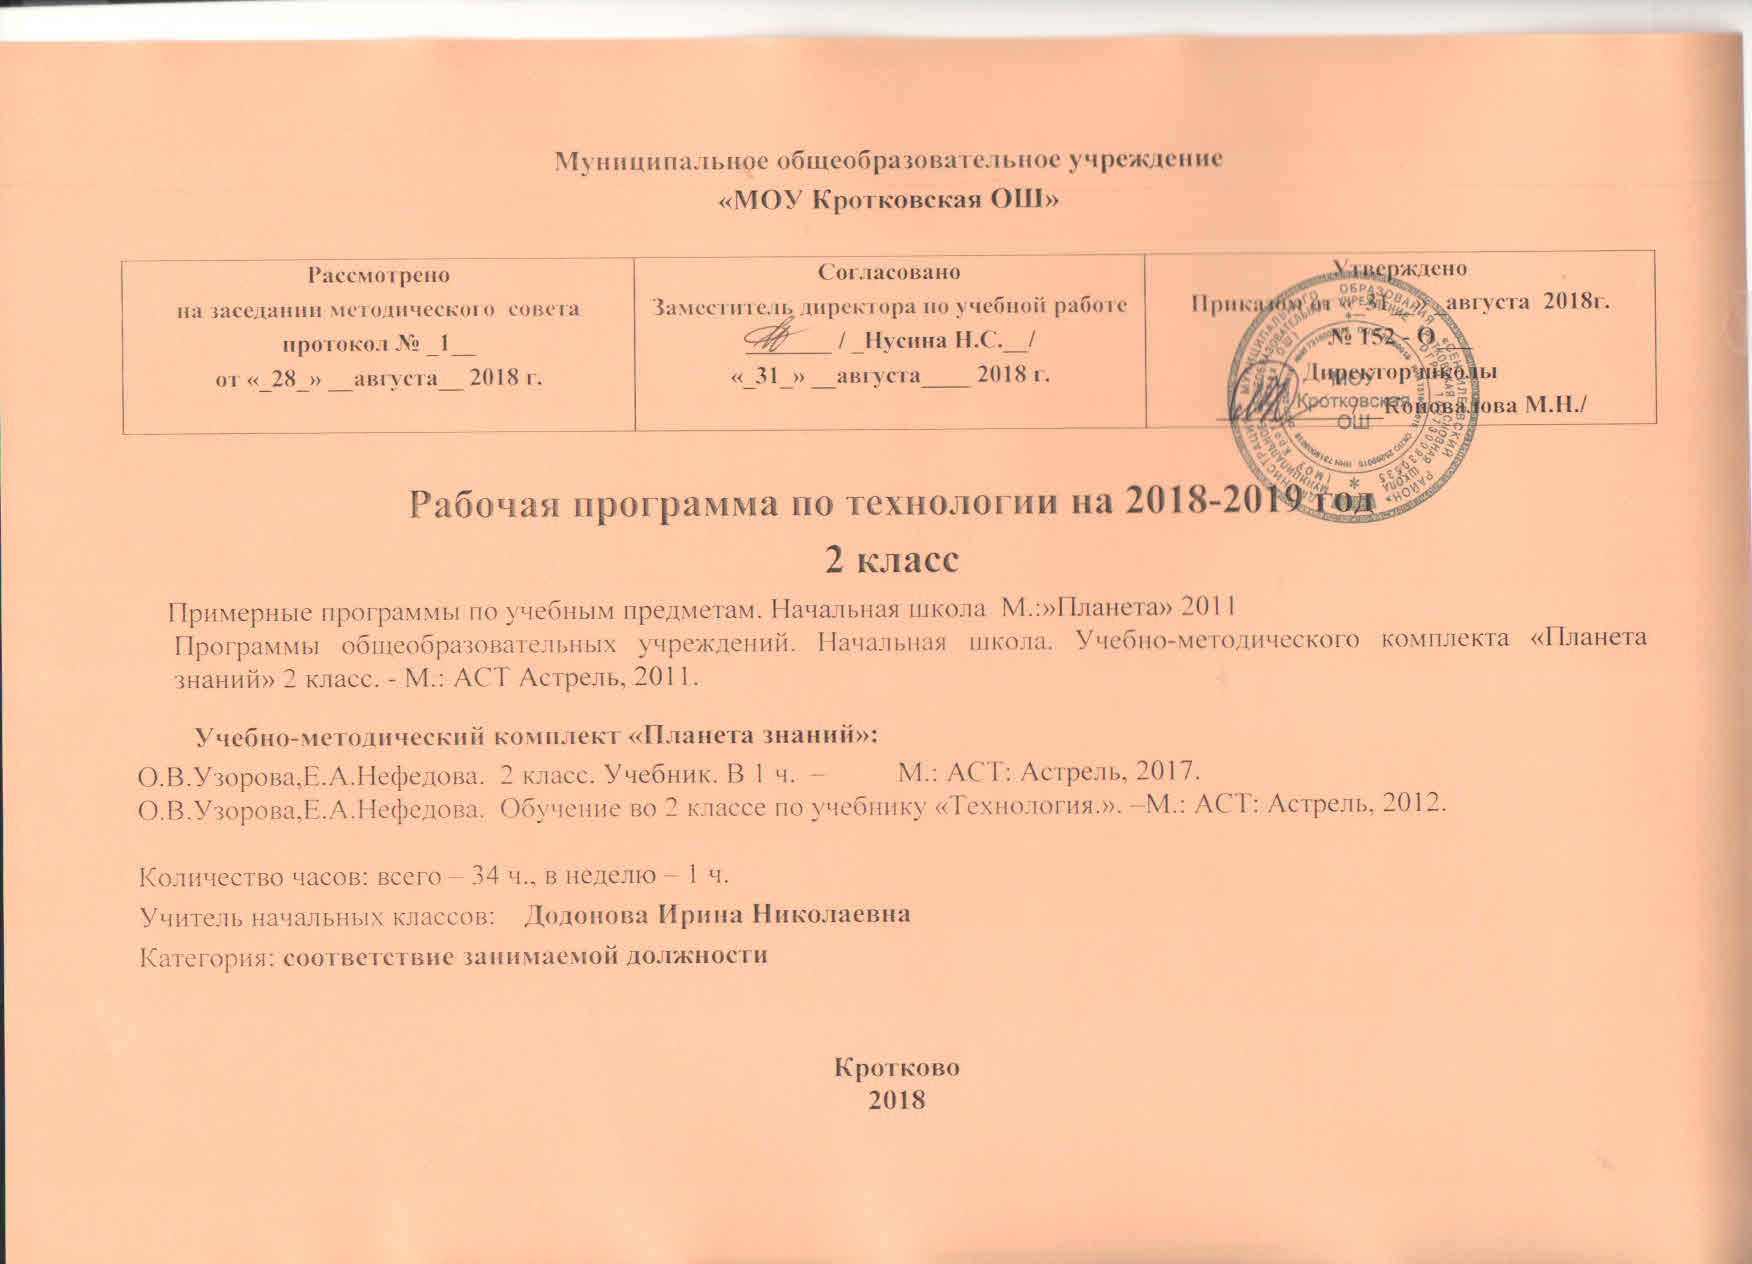 Муниципальное общеобразовательное учреждение
«МОУ Кротковская ОШ»
Рассмотрено
на заседании методического совета
протокол № _1__
от «_28_» __августа__ 2018 г.
Согласовано
Заместитель директора по учебной работе
_______ / _Нусина Н.С.__/
«_31_» __августа____ 2018 г.
Утверждено
Приказом от « 31 » августа 2018г.
№ 152 - О
Директор школы
/ Коновалова М.Н./
МОУ
Кротковская
ОШ
Рабочая программа по технологии на 2018-2019 год
2 класс
Примерные программы по учебным предметам. Начальная школа М.:»Планета» 2011
Программы общеобразовательных учреждений. Начальная школа. Учебно-методического комплекта «Планета
знаний» 2 класс. - М.: АСТ Астрель, 2011.
Учебно-методический комплект «Планета знаний»:
О.В.Узорова,Е.А.Нефедова. 2 класс. Учебник. В 1 ч. – М.: АСТ: Астрель, 2017.
О.В.Узорова,Е.А.Нефедова. Обучение во 2 классе по учебнику «Технология.». –М.: АСТ: Астрель, 2012.
Количество часов: всего – 34 ч., в неделю – 1 ч.
Учитель начальных классов: Додонова Ирина Николаевна
Категория: соответствие занимаемой должности
Кротково
2018